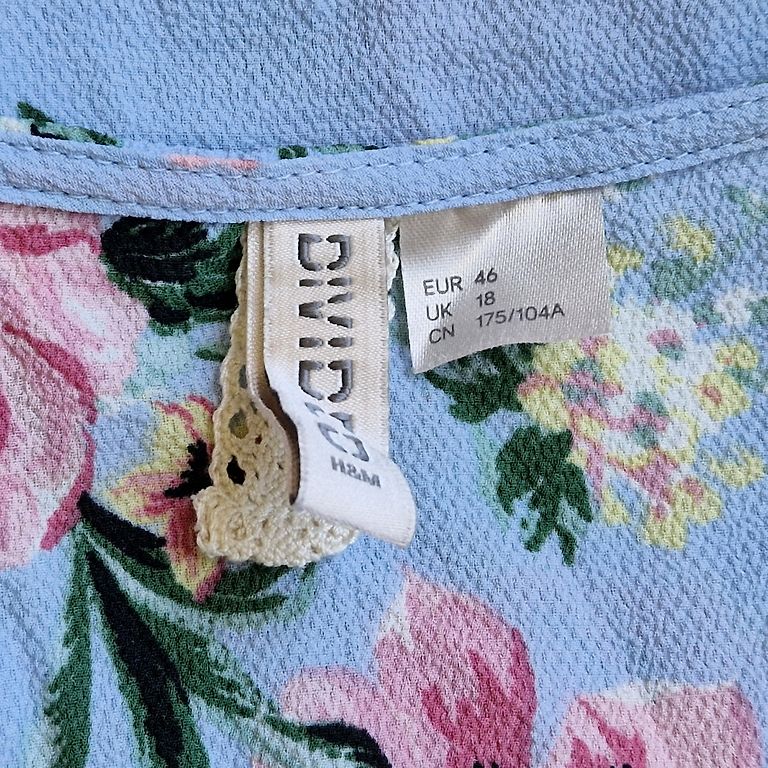 DIVIDED
H&M
EUR 46
UK 18
CN 175/104A